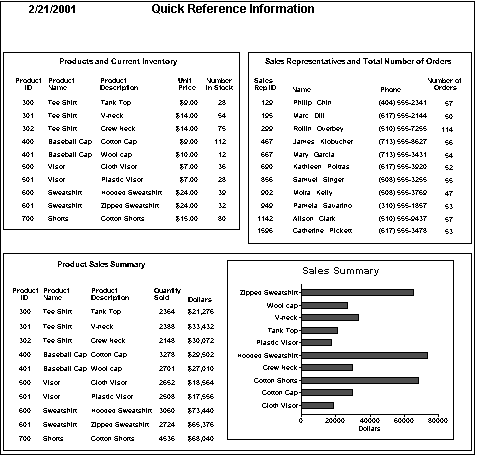 2/21/2001 Quick Reference Information
Products and Current Inventory
Product ID Product Name Product Description Unit Price Number In Stock
300 Tee Shirt Tank Top $9.00 28
301 Tee Shirt V-neck $14.00 54
302 Tee Shirt Crew Neck $14.00 75
400 Baseball Cap Cotton Cap $9.00 112
401 Baseball Cap Wool cap $10.00 12
500 Visor Cloth Visor $7.00 36
501 Visor Plastic Visor $7.00 28
600 Sweatshirt Hooded Sweatshirt $24.00 39
601 Sweatshirt Zipped Sweatshirt $24.00 32
700 Shorts Cotton Shorts $15.00 80
Sales Representatives and Total Number of Orders
Sales Rep ID Name Phone Number of Orders
129 Philip Chin (404) 555-2341 57
195 Marc Dill (617) 555-2144 50
299 Rollin Overbey (510) 555-7255 114
467 James Klobucher (713) 555-8627 56
667 Mary Garcia (713) 555-3431 54
690 Kathleen Poitras (617) 555-3920 52
856 Samuel Singer (508) 555-3255 55
902 Moira Kelly (508) 555-3769 47
949 Pamela Savarino (310) 555-1857 53
1142 Alison Clark (510) 555-9437 57
1596 Catherine Pickett (617) 555-3478 53
Product Sales Summary
Product ID Product Name Product Description Quantity Sold Dollars
300 Tee Shirt Tank Top 2364 $21,276
301 Tee Shirt V-neck 2388 $33,432
302 Tee Shirt Crew Neck 2148 $30,072
400 Baseball Cap Cotton Cap 3278 $29,502
401 Baseball Cap Wool cap 2701 $27,010
500 Visor Cloth Visor 2652 $18,564
501 Visor Plastic Visor 2508 $17,556
600 Sweatshirt Hooded Sweatshirt 3060 $73,440
601 Sweatshirt Zipped Sweatshirt 2724 $65,376
700 Shorts Cotton Shorts 4536 $68,040
Sales Summary
Zipped Sweatshirt
Wool cap
V-neck
Tank Top
Plastic Visor
Hooded Sweatshirt
Crew Neck
Cotton Shorts
Cotton Cap
Cloth Visor
0 20000 40000 60000 80000
Dollars